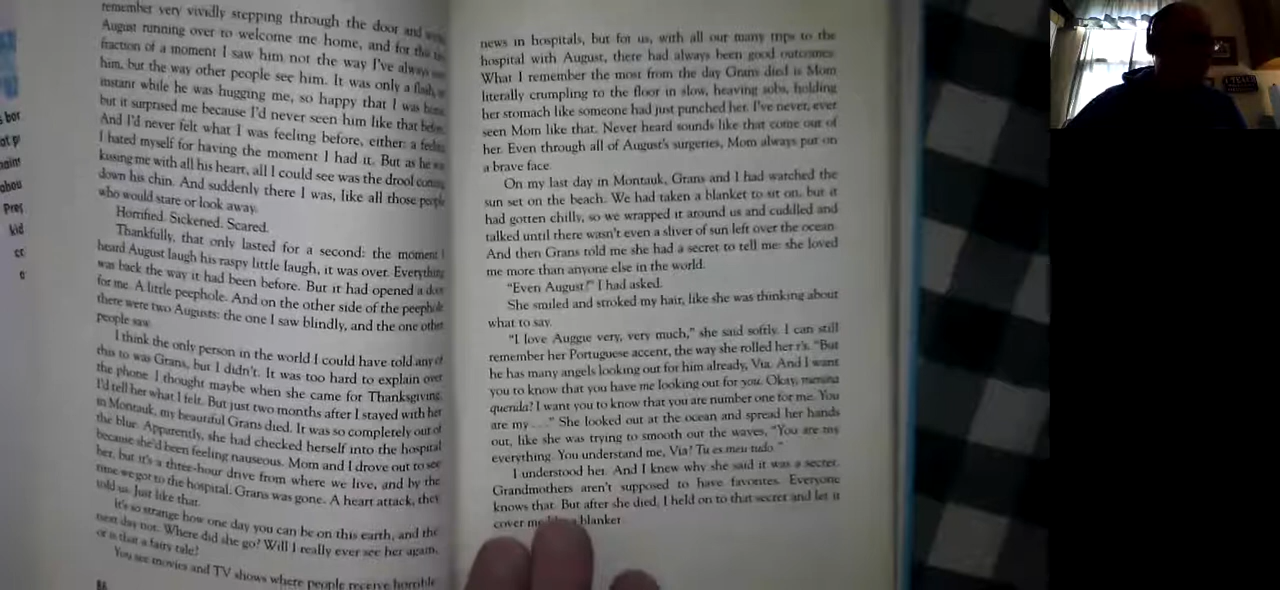 remember very vividly stepping through the door and
August running over to welcome me home, and for this
fraction of a moment I saw him not the way I've always
him, but the way other people see him. It was only a flash,
instant while he was hugging me, so happy that I was home
but it surprised me because I'd never seen him like that before.
And I'd never felt what I was feeling before, either: a feeling
I hated myself for having the moment I had it. But as he was
kissing me with all his heart, all I could see was the drool coming
down his chin. And suddenly there I was, like all those people
who would stare or look away.
Horrified. Sickened. Scared.
Thankfully, that only lasted for a second: the moment I
heard August laugh his raspy little laugh, it was over. Everything
was back the way it had been before. But it had opened a door
for me. A little peephole. And on the other side of the peephole
there were two Augusts: the one I saw blindly, and the one other
people saw.
I think the only person in the world I could have told any of
this to was Grans, but I didn't. It was too hard to explain over
the phone. I thought maybe when she came for Thanksgiving,
I'd tell her what I felt. But just two months after I stayed with her
in Montauk, my beautiful Grans died. It was so completely out of
the blue. Apparently, she had checked herself into the hospital
because she'd been feeling nauseous. Mom and I drove out to see
her, but it's a three-hour drive from where we live, and by the
time we got to the hospital, Grans was gone. A heart attack, they
told us. Just like that.
It's so strange how one day you can be on this earth, and the
next day not. Where did she go? Will I really ever see her again,
or is that a fairy tale?
You see movies and TV shows where people receive horrible
86
news in hospitals, but for us, with all our many trips to the
hospital with August, there had always been good outcomes.
What I remember the most from the day Grans died is Mom
literally crumpling to the floor in slow, heaving sobs, holding
her stomach like someone had just punched her. I've never, ever
seen Mom like that. Never heard sounds like that come out of
her. Even through all of August's surgeries, Mom always put on
a brave face.
On my last day in Montauk, Grans and I had watched the
sun set on the beach. We had taken a blanket to sit on, but it
had gotten chilly, so we wrapped it around us and cuddled and
talked until there wasn't even a sliver of sun left over the ocean.
And then Grans told me she had a secret to tell me: she loved
me more than anyone else in the world.
"Even August?" I had asked.
She smiled and stroked my hair, like she was thinking about
what to say.
"I love Auggie very, very much," she said softly. I can still
remember her Portuguese accent, the way she rolled her r's. "But
he has many angels looking out for him already, Via. And I want
you to know that you have me looking out for you. Okay, menina
querida? I want you to know that you are number one for me. You
are my . . ." She looked out at the ocean and spread her hands
out, like she was trying to smooth out the waves, "You are my
everything. You understand me, Via? Tu es meu tudo."
I understood her. And I knew why she said it was a secret.
Grandmothers aren't supposed to have favorites. Everyone
knows that. But after she died, I held on to that secret and let it
cover me a blanket.